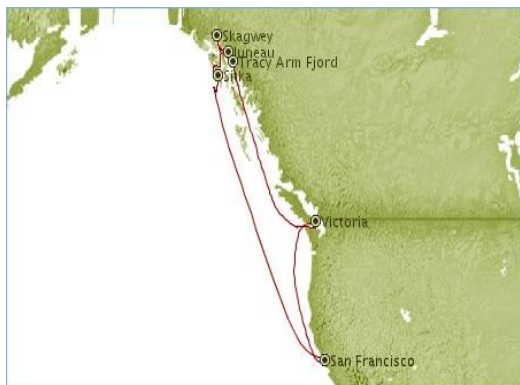 Skagwey
Juneau
Tracy Arm Fjord
Sitka
Victoria
San Francisco